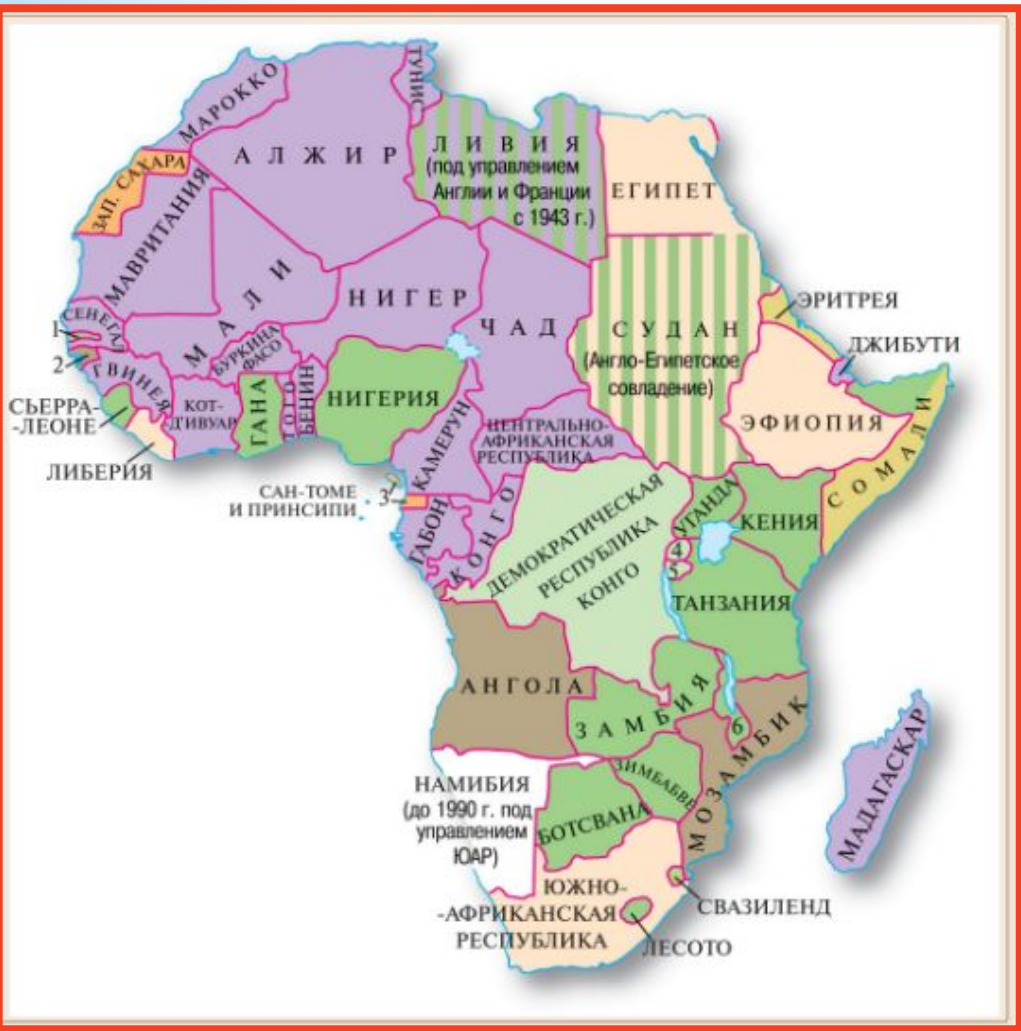 МАРОККО
ТУНИС
АЛЖИР
ЛИВИЯ
(под управлением
Англии и Франции
с 1943 г.)
ЕГИПЕТ
ЗАП. САХАРА
МАВРИТАНИЯ
МАЛИ
НИГЕР
ЧАД
СУДАН
(Англо-Египетское
совладение)
ЭРИТРЕЯ
ДЖИБУТИ
СЕНЕГАЛ
1
2
ГВИНЕЯ
БУРКИНА
ФАСО
СЬЕРРА-
-ЛЕОНЕ
КОТ-
Д'ИВУАР
ГАНА
ТОГО
БЕНИН
НИГЕРИЯ
ЛИБЕРИЯ
КАМЕРУН
ЦЕНТРАЛЬНО-
АФРИКАНСКАЯ
РЕСПУБЛИКА
ЭФИОПИЯ
СОМАЛИ
САН-ТОМЕ
И ПРИНСИПИ
3
ГАБОН
КОНГО
ДЕМОКРАТИЧЕСКАЯ
РЕСПУБЛИКА
КОНГО
УГАНДА
КЕНИЯ
4
5
ТАНЗАНИЯ
АНГОЛА
ЗАМБИЯ
6
МОЗАМБИК
МАДАГАСКАР
НАМИБИЯ
(до 1990 г. под
управлением
ЮАР)
ЗИМБАБВЕ
БОТСВАНА
ЮЖНО-
-АФРИКАНСКАЯ
РЕСПУБЛИКА
СВАЗИЛЕНД
ЛЕСОТО